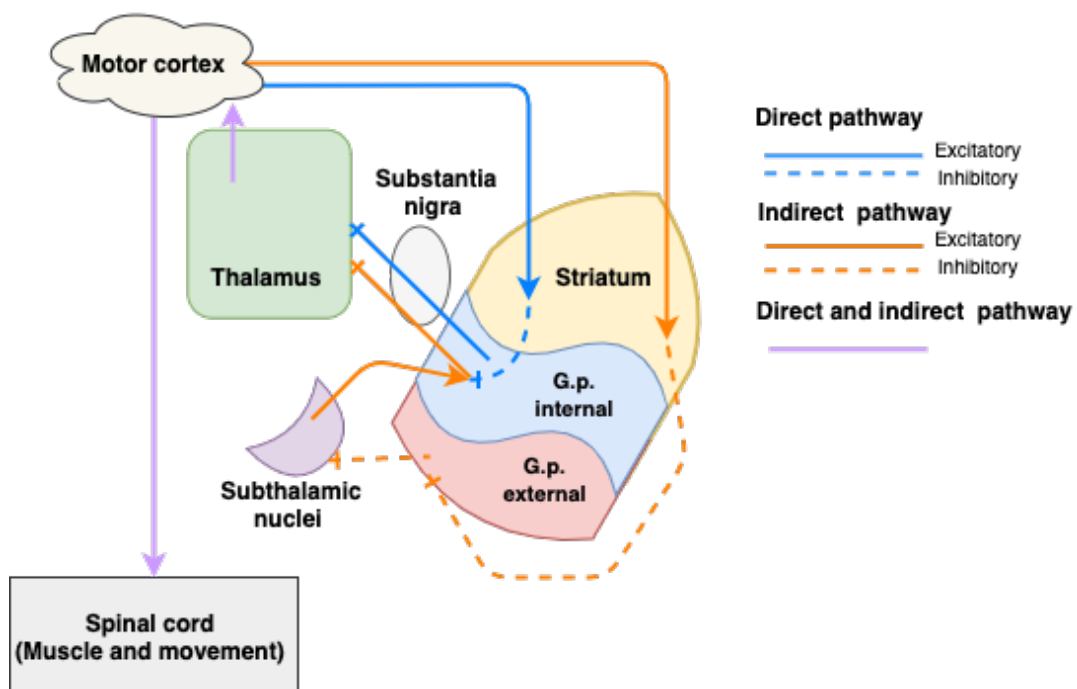 Motor cortex
Substantia
nigra
Thalamus
Striatum
G.p.
internal
G.p.
external
Subthalamic
nuclei
Spinal cord
(Muscle and movement)
Direct pathway
Excitatory
Inhibitory
Indirect pathway
Excitatory
Inhibitory
Direct and indirect pathway